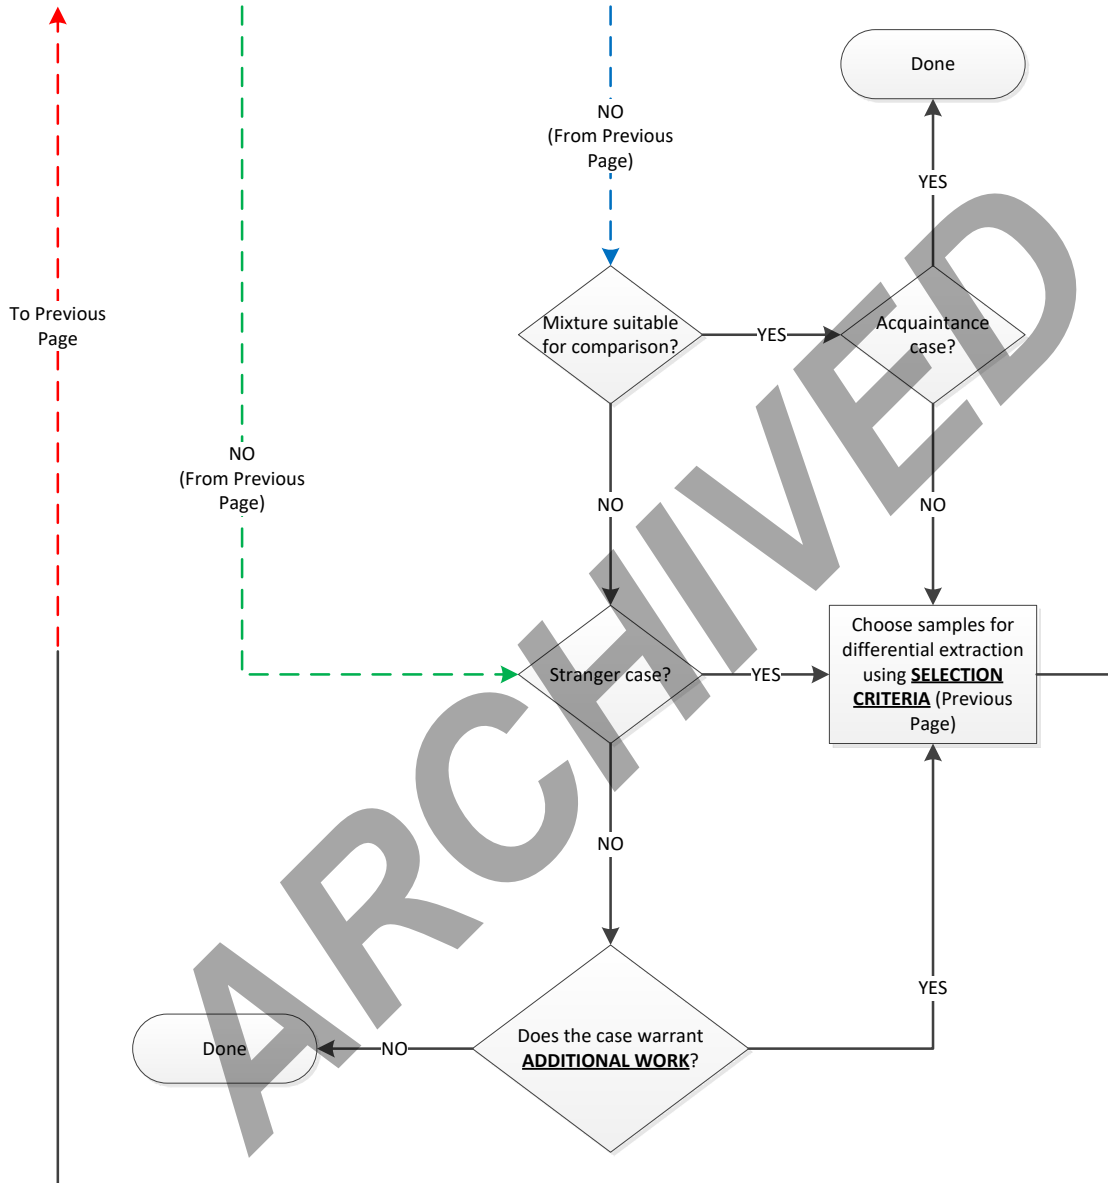 Done
NO
(From Previous
Page)
YES
To Previous
Page
Mixture suitable
for comparison?
YES
Acquaintance
case?
NO
(From Previous
Page)
NO
NO
Choose samples for
differential extraction
using SELECTION
CRITERIA (Previous
Page)
Stranger case?
YES
NO
YES
Does the case warrant
ADDITIONAL WORK?
NO
Done
ARCHIVED